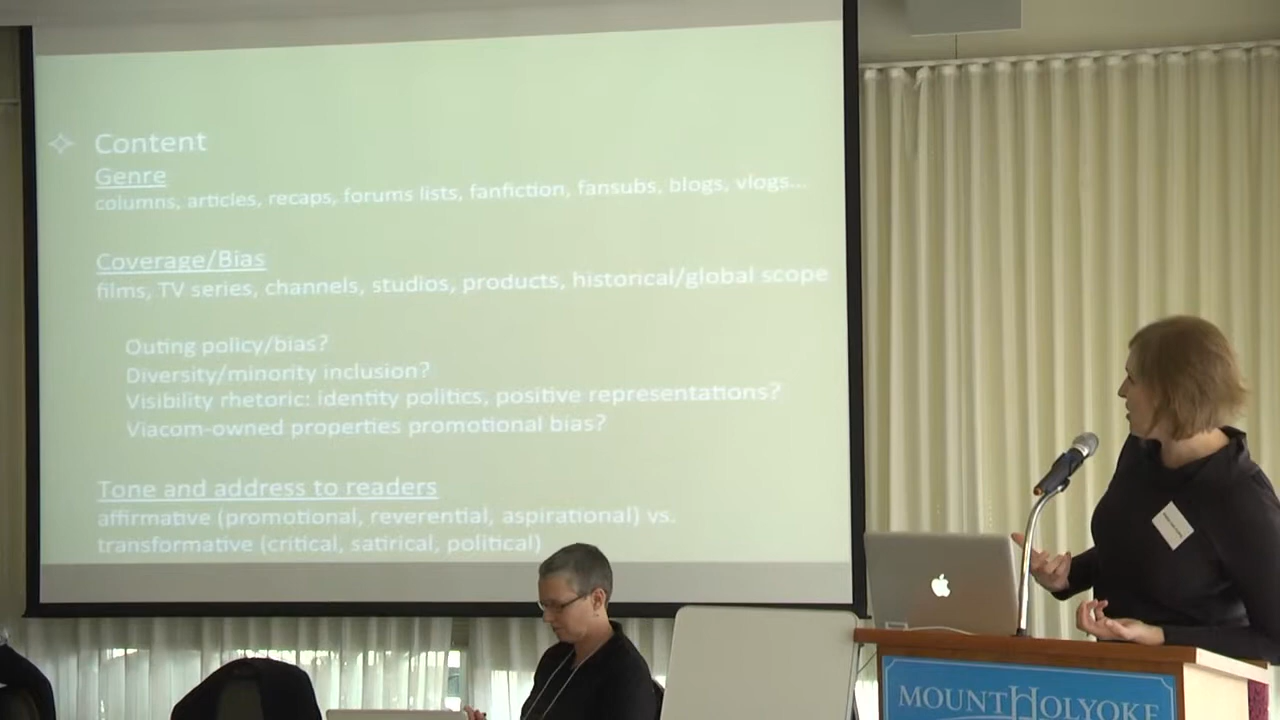 Content
Genre
columns, articles, recaps, forums lists, fanfiction, fansubs, blogs, vlogs...
Coverage/Bias
films, TV series, channels, studios, products, historical/global scope
Outing policy/bias?
Diversity/minority inclusion?
Visibility rhetoric: identity politics, positive representations?
Viacom-owned properties promotional bias?
Tone and address to readers
affirmative (promotional, reverential, aspirational) vs.
transformative (critical, satirical, political)
MOUNT HOLYOKE